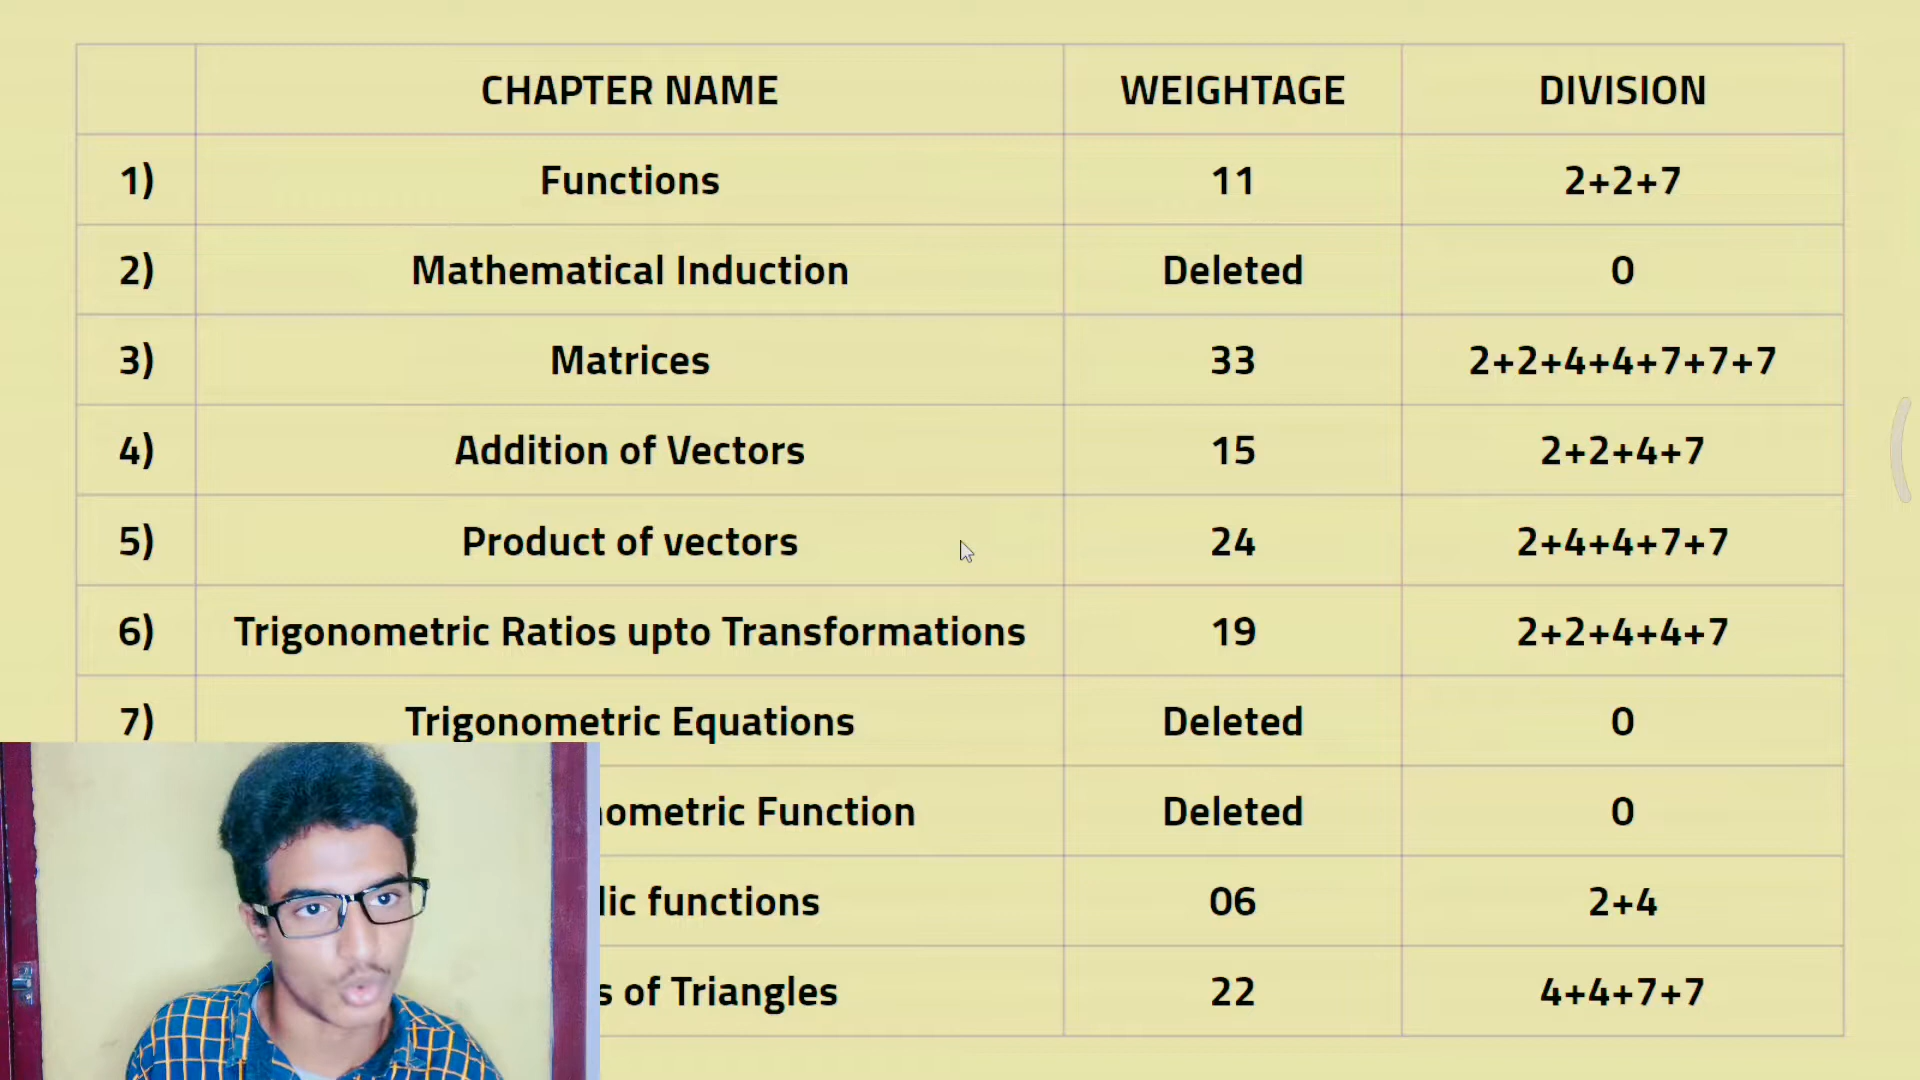 CHAPTER NAME WEIGHTAGE DIVISION
1) Functions 11 2+2+7
2) Mathematical Induction Deleted 0
3) Matrices 33 2+2+4+4+7+7+7
4) Addition of Vectors 15 2+2+4+7
5) Product of vectors 24 2+4+4+7+7
6) Trigonometric Ratios upto Transformations 19 2+2+4+4+7
7) Trigonometric Equations Deleted 0
Function Deleted 0
functions 06 2+4
of Triangles 22 4+4+7+7